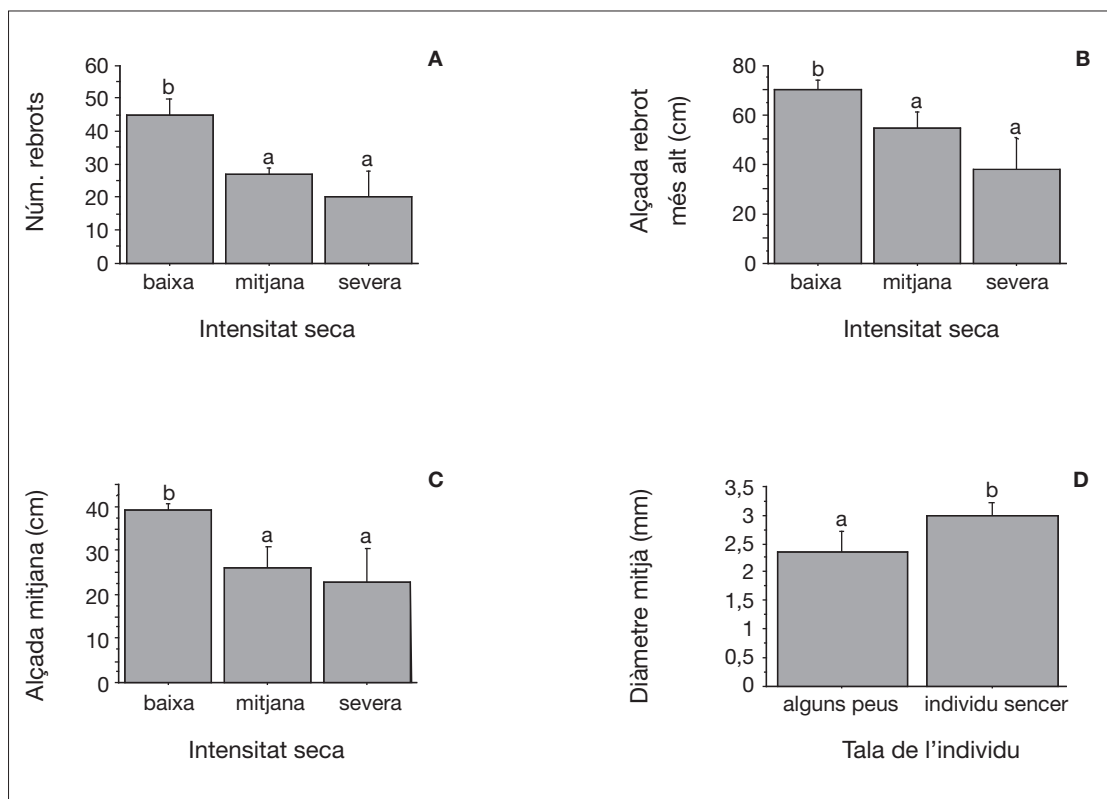 A
Núm. rebrots
60
50
40
30
20
10
0
b
a
a
baixa mitjana severa
Intensitat seca
B
Alçada rebrot
més alt (cm)
80
60
40
20
0
b
a
a
baixa mitjana severa
Intensitat seca
C
Alçada mitjana (cm)
40
30
20
10
0
b
a
a
baixa mitjana severa
Intensitat seca
D
Diàmetre mitjà (mm)
3,5
3
2,5
2
1,5
1
0,5
0
a
b
alguns peus individu sencer
Tala de l’individu